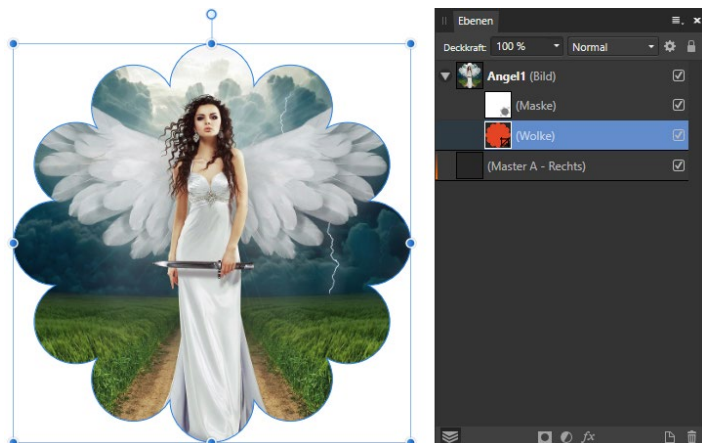 Ebenen
Deckkraft: 100 % Normal
Angel1 (Bild)
(Maske)
(Wolke)
(Master A - Rechts)
fx